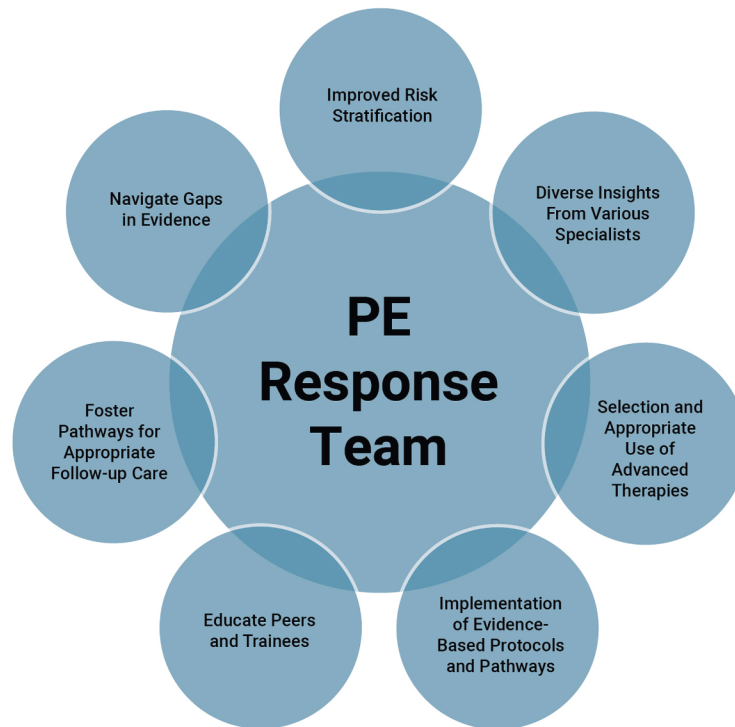 Improved Risk
Stratification
Diverse Insights
From Various
Specialists
Selection and
Appropriate
Use of
Advanced
Therapies
Implementation
of Evidence-
Based Protocols
and Pathways
Educate Peers
and Trainees
Foster
Pathways for
Appropriate
Follow-up Care
Navigate Gaps
in Evidence
PE
Response
Team